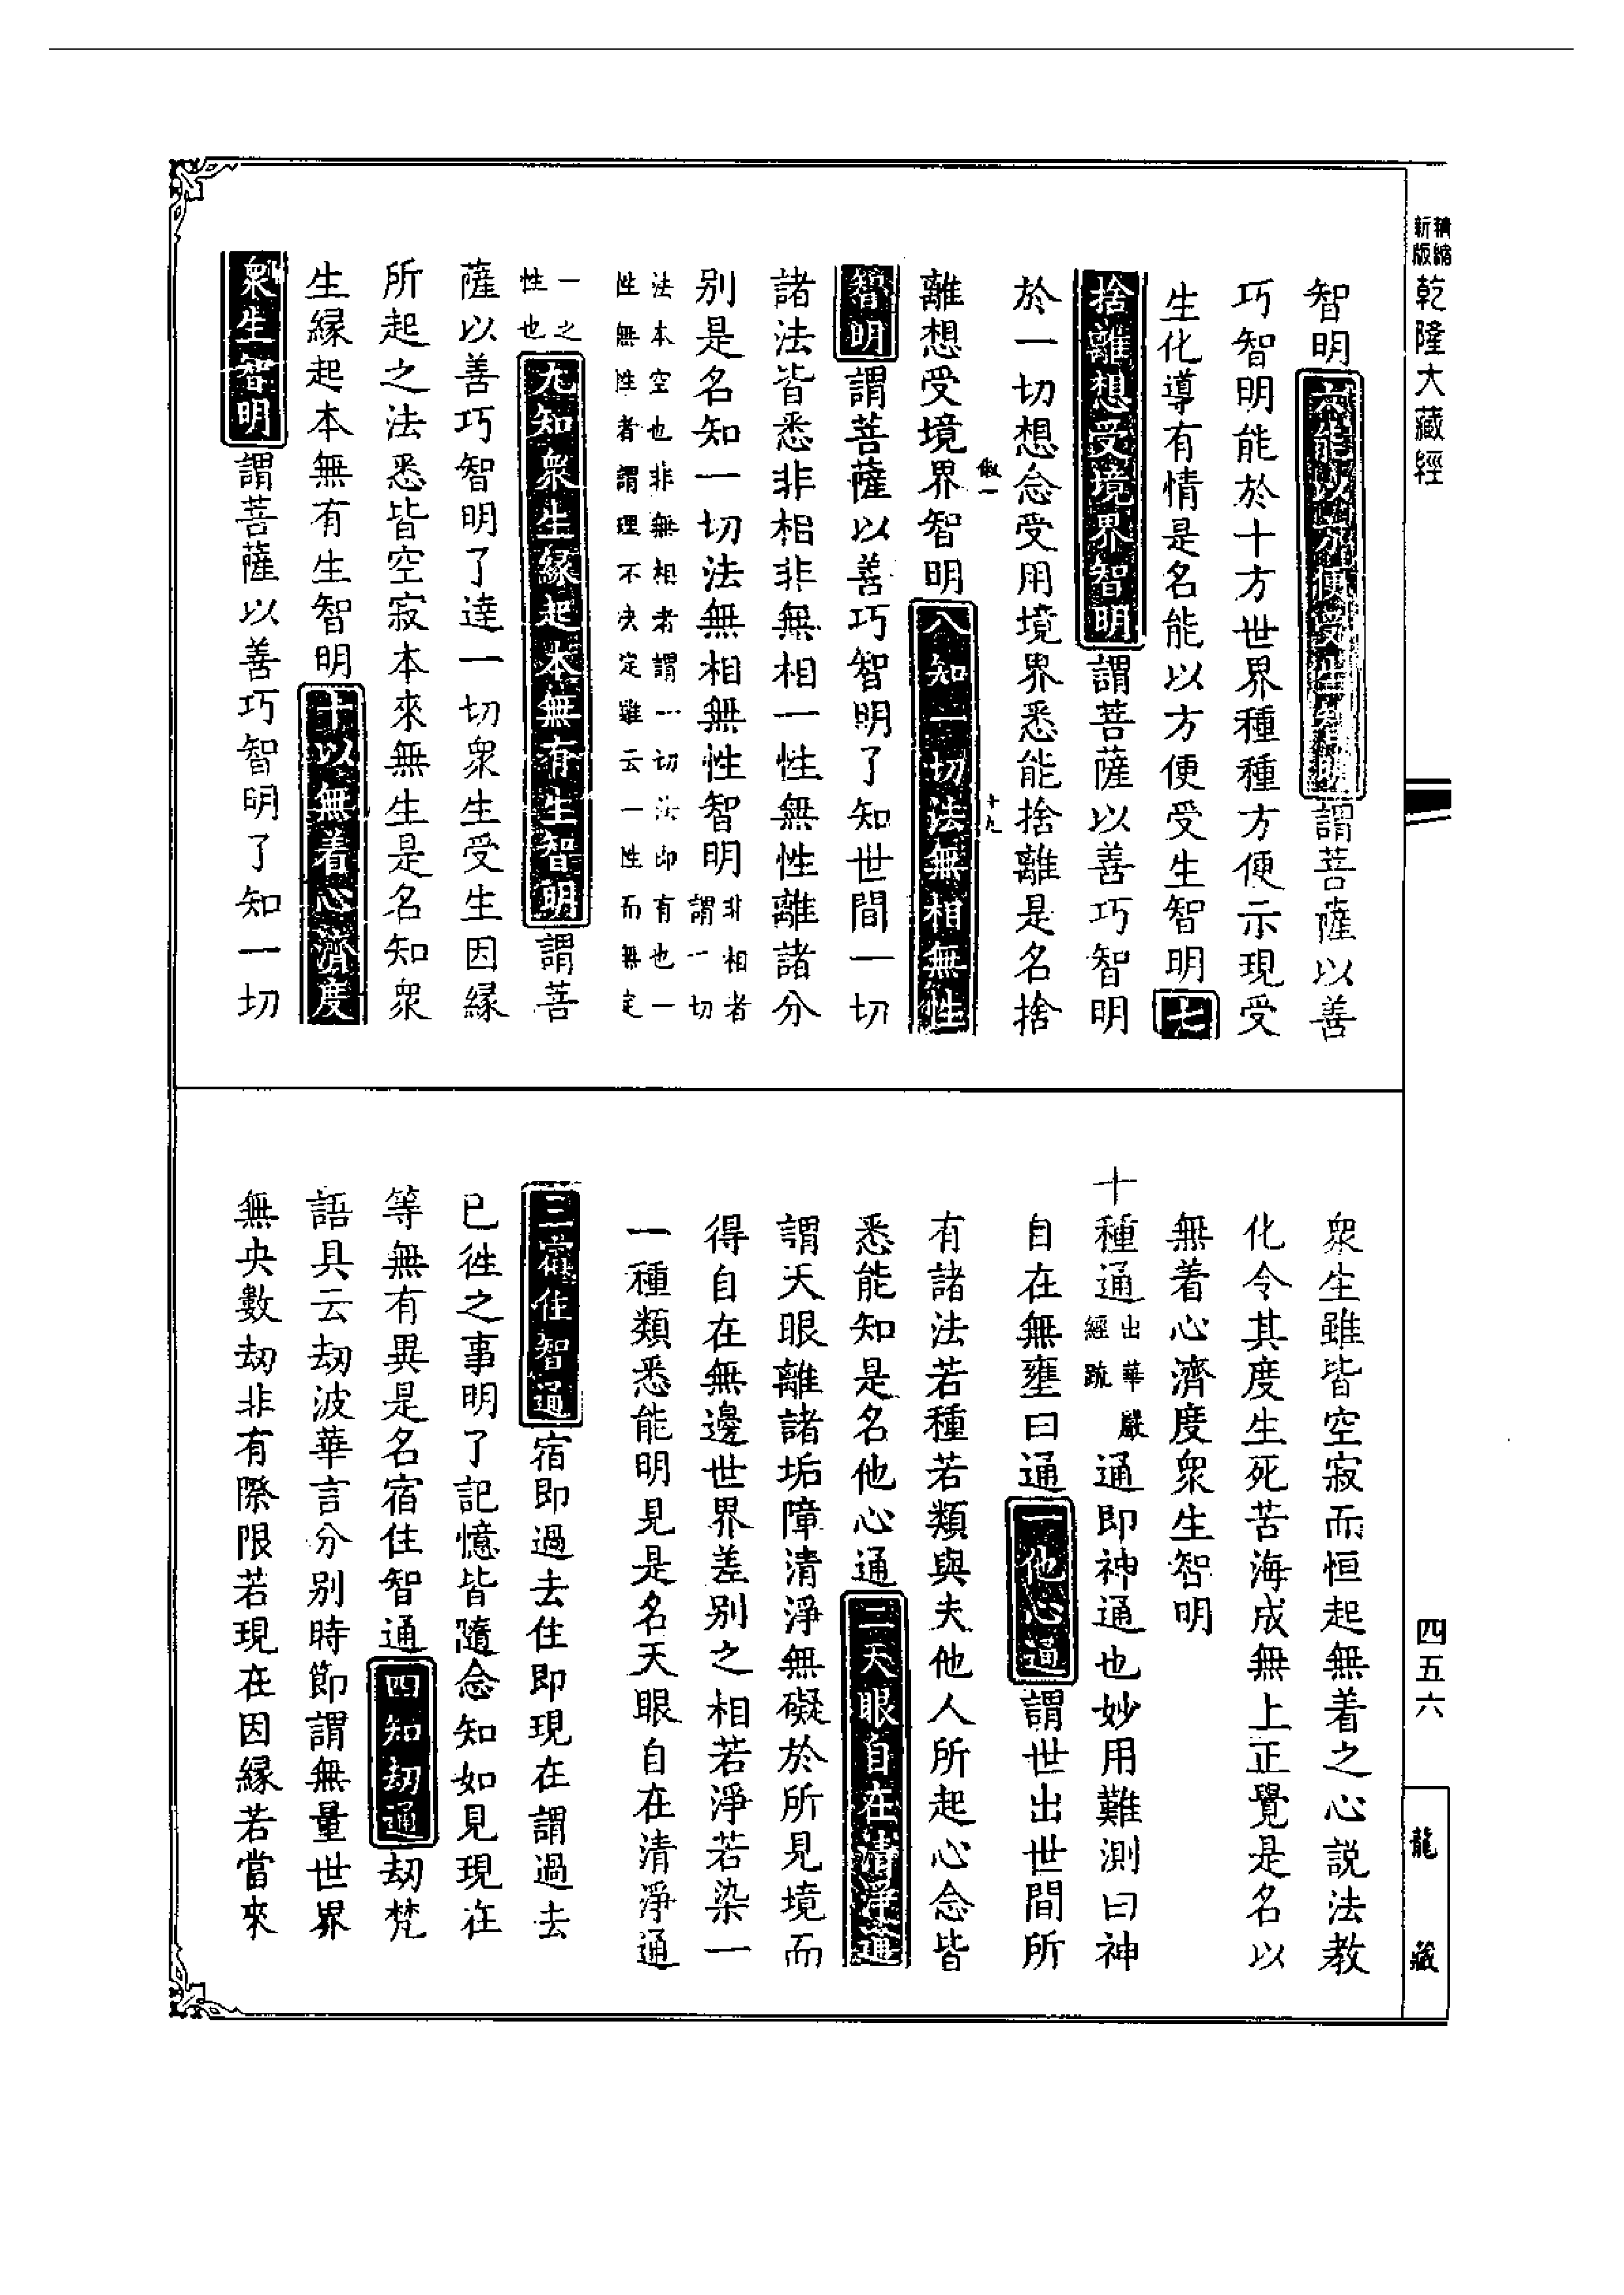 精縮
新版
乾隆大藏經
智明六能以方便受生智明謂菩薩以善
巧智明能於十方世界種種方便示現受
生化導有情是名能以方便受生智明七
捨離想受境界智明謂菩薩以善巧智明
於一切想念受用境界悉能捨離是名捨
離想受境界智明八知一切法無相無性
智明謂菩薩以善巧智明了知世間一切
諸法皆悉非相非無相一性無性離諸分
別是名知一切法無相無性智明非相者
謂一切
法本空也非無相者謂一切法即有也一
性無性者謂理不決定雖云一性而無定
一之
性也九知眾生緣起本無有生智明謂菩
薩以善巧智明了達一切眾生受生因緣
所起之法悉皆空寂本來無生是名知眾
生緣起本無有生智明十以無着心濟度
眾生智明謂菩薩以善巧智明了知一切
十九
眾生雖皆空寂而恒起無着之心説法教
化令其度生死苦海成無上正覺是名以
無着心濟度眾生智明
十種通出華嚴
經疏通即神通也妙用難測曰神
自在無壅曰通一他心通謂世出世間所
有諸法若種若類與夫他人所起心念皆
悉能知是名他心通二天眼自在清淨通
謂天眼離諸垢障清淨無礙於所見境而
得自在無邊世界差別之相若淨若染一
一種類悉能明見是名天眼自在清淨通
三宿住智通宿即過去住即現在謂過去
已徃之事明了記憶皆隨念知如見現在
等無有異是名宿住智通四知劫通劫梵
語具云劫波華言分別時節謂無量世界
無央數劫非有際限若現在因緣若當來
四五六
龍藏